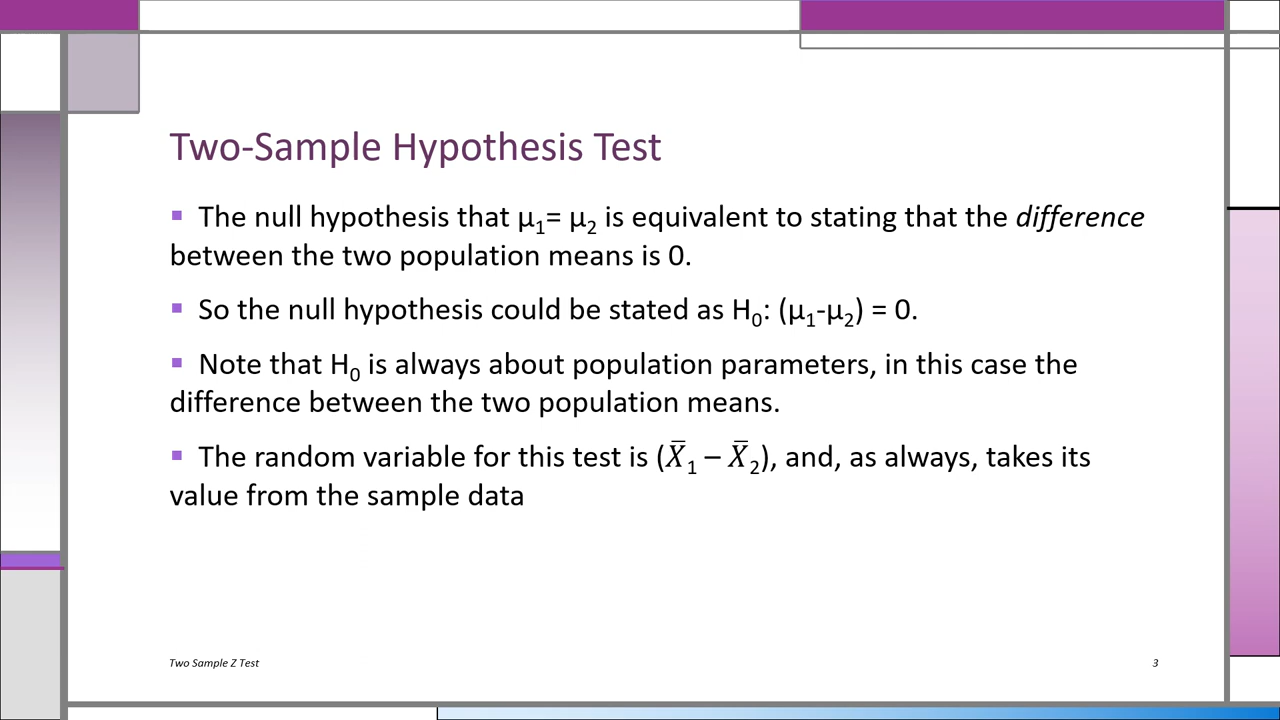 Two-Sample Hypothesis Test
▪ The null hypothesis that μ₁= μ₂ is equivalent to stating that the difference
between the two population means is 0.
▪ So the null hypothesis could be stated as H₀: (μ₁-μ₂) = 0.
▪ Note that H₀ is always about population parameters, in this case the
difference between the two population means.
▪ The random variable for this test is (X̅₁ – X̅₂), and, as always, takes its
value from the sample data
Two Sample Z Test
3